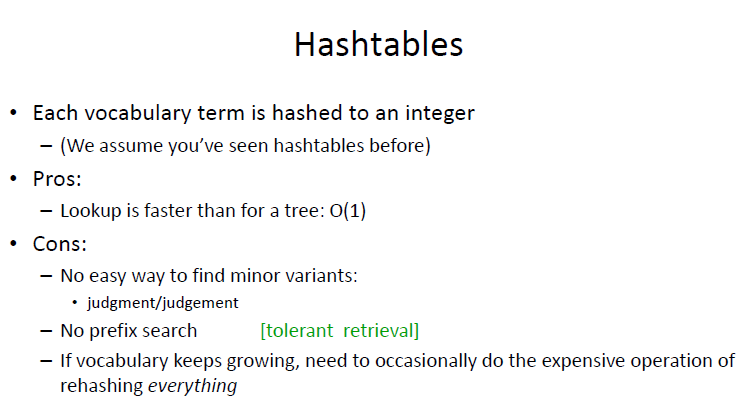 Hashtables
• Each vocabulary term is hashed to an integer
– (We assume you’ve seen hashtables before)
• Pros:
– Lookup is faster than for a tree: O(1)
• Cons:
– No easy way to find minor variants:
• judgment/judgement
– No prefix search [tolerant retrieval]
– If vocabulary keeps growing, need to occasionally do the expensive operation of
rehashing everything